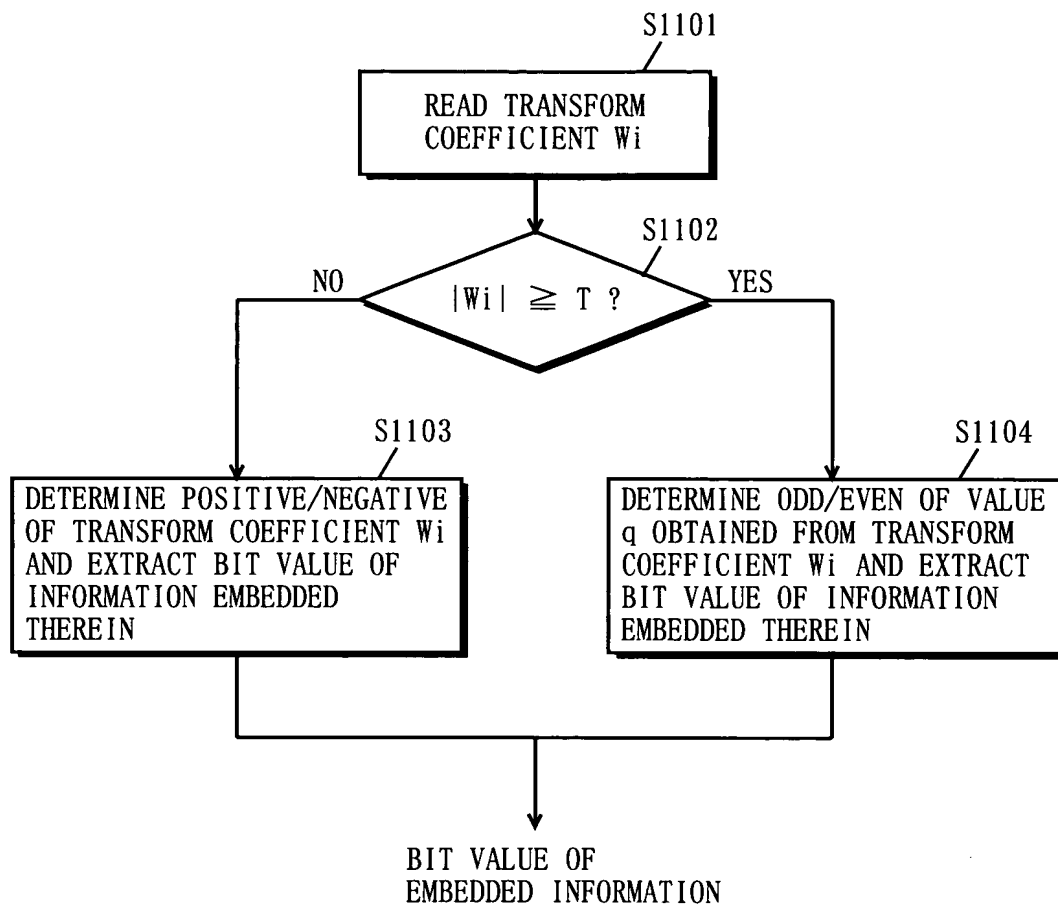 S1101
READ TRANSFORM
COEFFICIENT Wi
S1102
NO
|Wi| ≧ T ?
YES
S1103
DETERMINE POSITIVE/NEGATIVE
OF TRANSFORM COEFFICIENT Wi
AND EXTRACT BIT VALUE OF
INFORMATION EMBEDDED
THEREIN
S1104
DETERMINE ODD/EVEN OF VALUE
q OBTAINED FROM TRANSFORM
COEFFICIENT Wi AND EXTRACT
BIT VALUE OF INFORMATION
EMBEDDED THEREIN
BIT VALUE OF
EMBEDDED INFORMATION